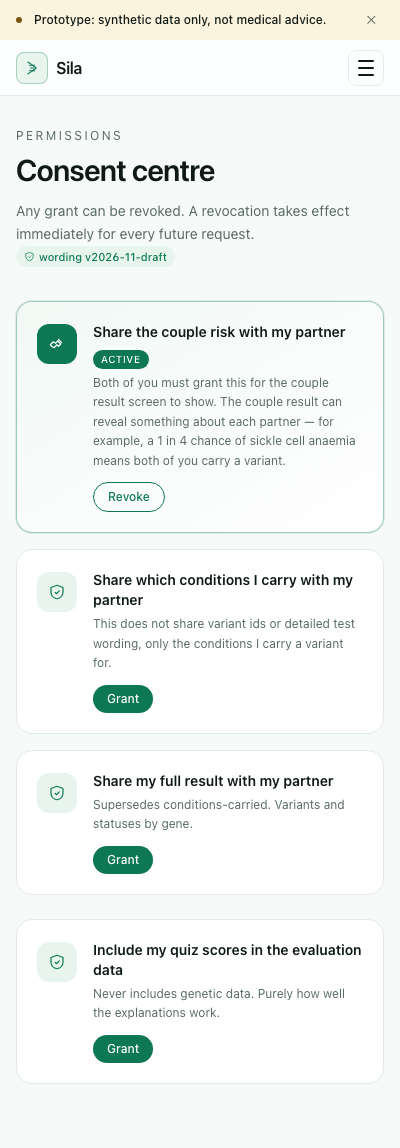 Prototype: synthetic data only, not medical advice.
Sila
PERMISSIONS
Consent centre
Any grant can be revoked. A revocation takes effect
immediately for every future request.
wording v2026-11-draft
Share the couple risk with my partner
ACTIVE
Both of you must grant this for the couple
result screen to show. The couple result can
reveal something about each partner — for
example, a 1 in 4 chance of sickle cell anaemia
means both of you carry a variant.
Revoke
Share which conditions I carry with my
partner
This does not share variant ids or detailed test
wording, only the conditions I carry a variant
for.
Grant
Share my full result with my partner
Supersedes conditions-carried. Variants and
statuses by gene.
Grant
Include my quiz scores in the evaluation
data
Never includes genetic data. Purely how well
the explanations work.
Grant